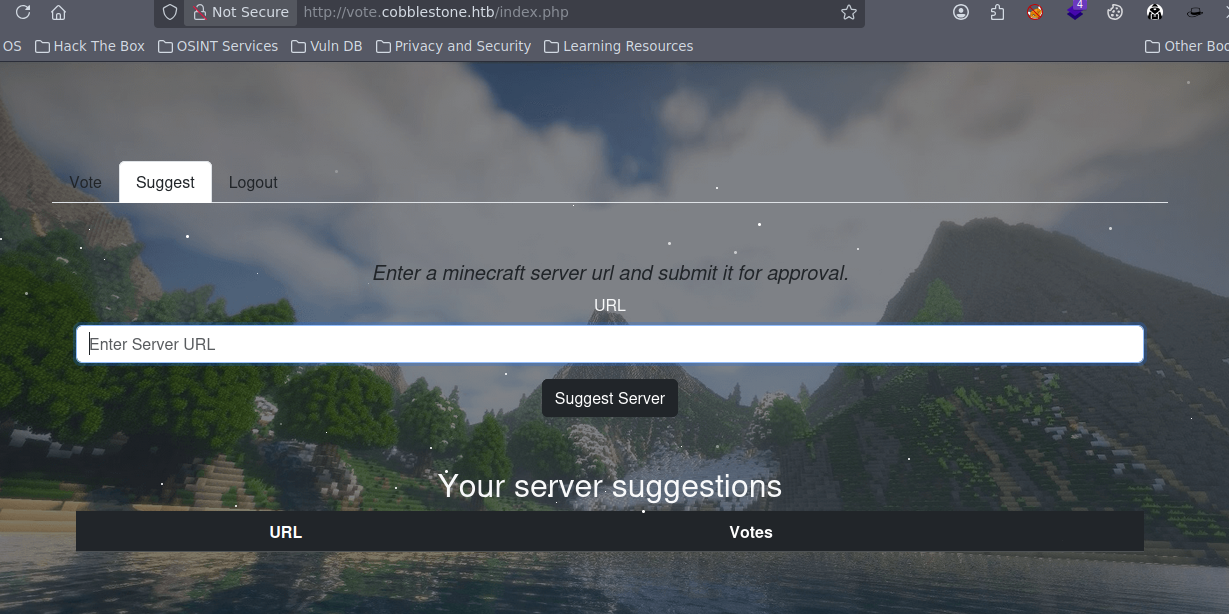 Not Secure http://vote.cobblestone.htb/index.php 4
OS Hack The Box OSINT Services Vuln DB Privacy and Security Learning Resources Other Boo
Vote Suggest Logout
Enter a minecraft server url and submit it for approval.
URL
Enter Server URL
Suggest Server
Your server suggestions
URL Votes